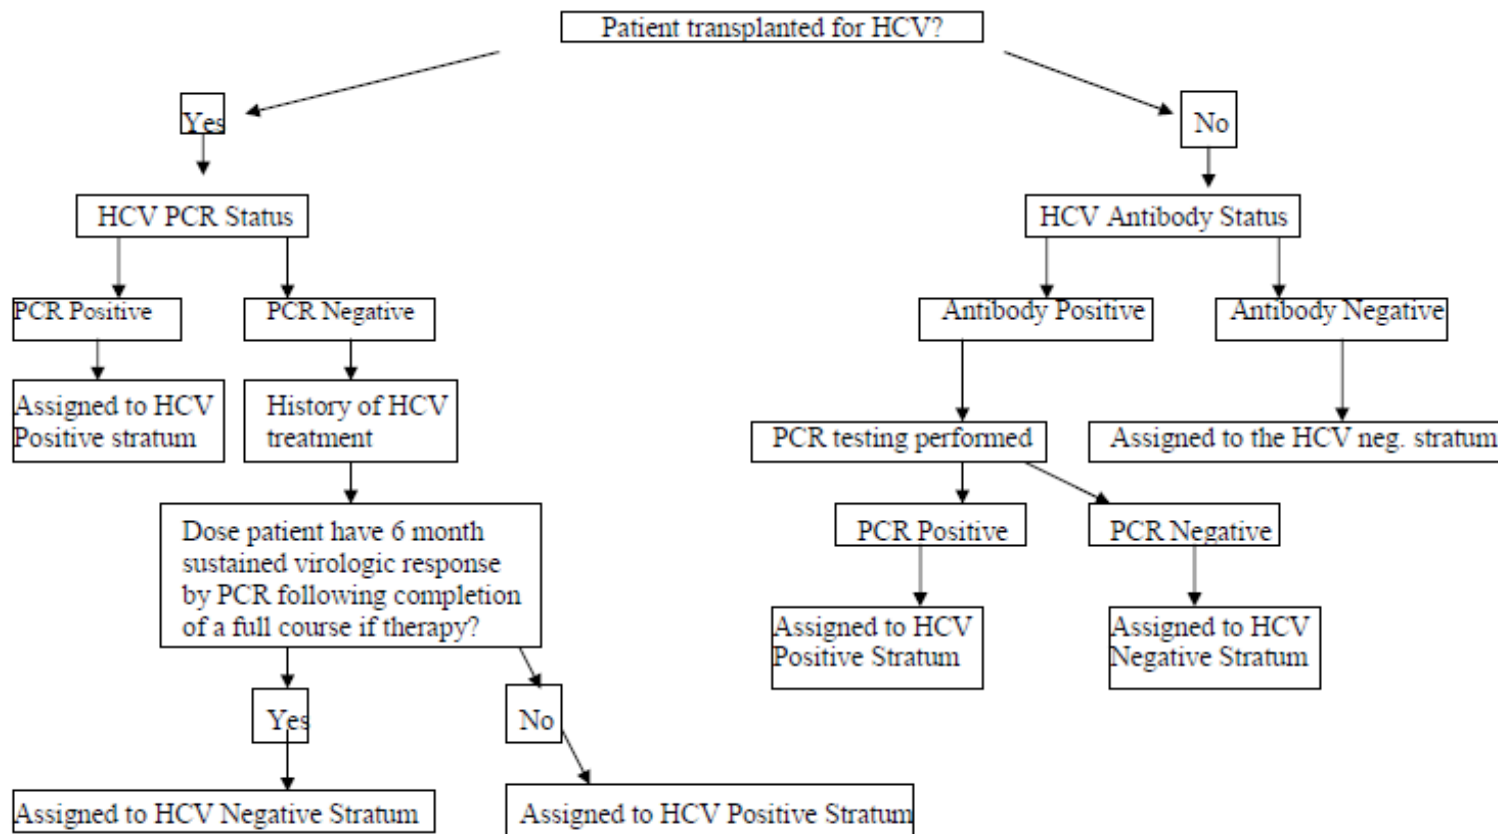 Patient transplanted for HCV?
Yes
No
HCV PCR Status
HCV Antibody Status
PCR Positive
PCR Negative
Antibody Positive
Antibody Negative
Assigned to HCV
Positive stratum
History of HCV
treatment
PCR testing performed
Assigned to the HCV neg. stratum
Dose patient have 6 month
sustained virologic response
by PCR following completion
of a full course if therapy?
PCR Positive
PCR Negative
Assigned to HCV
Positive Stratum
Assigned to HCV
Negative Stratum
Yes
No
Assigned to HCV Negative Stratum
Assigned to HCV Positive Stratum